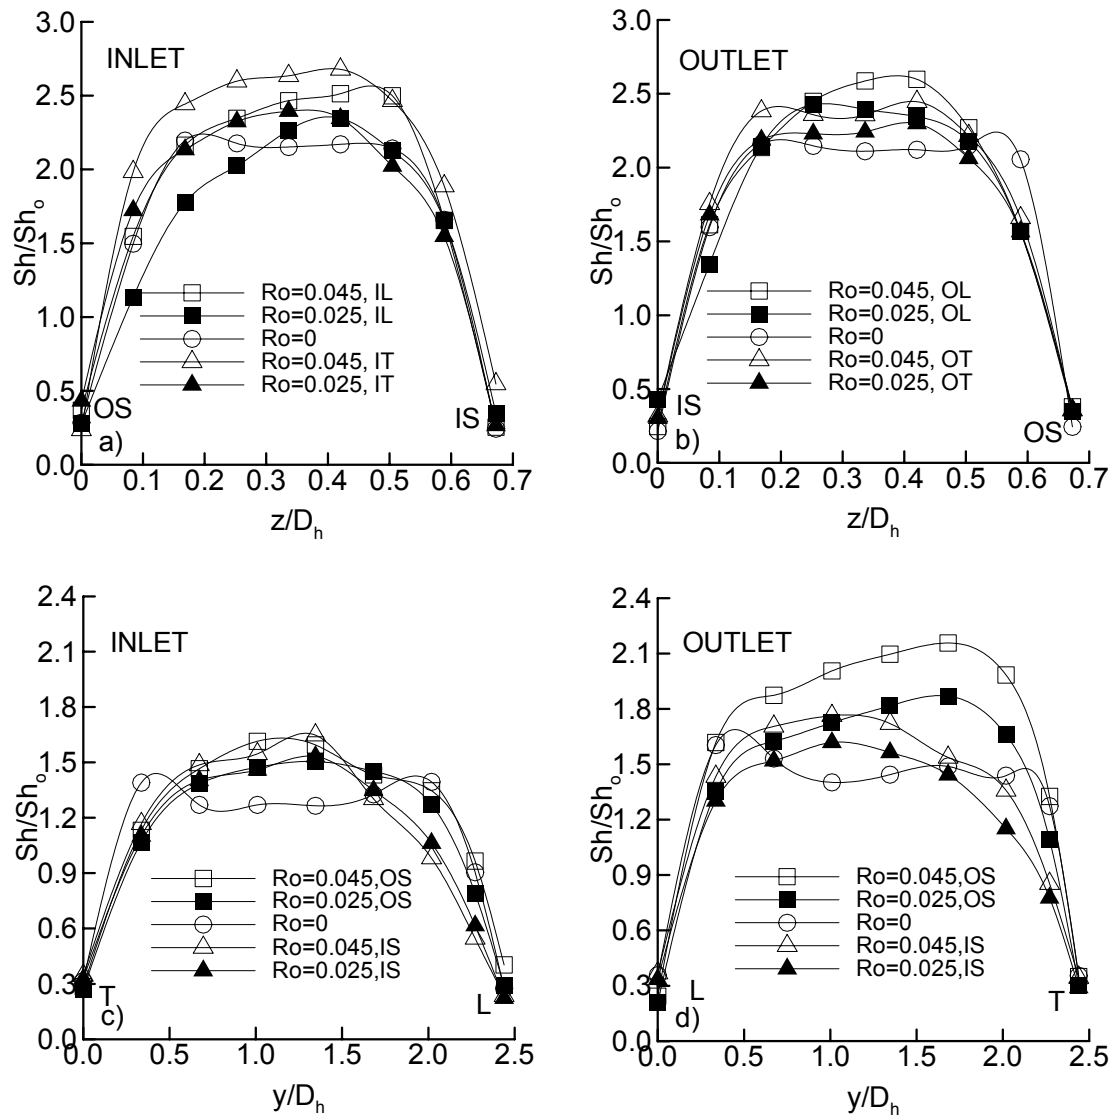 3.0
2.5
2.0
1.5
1.0
0.5
0.0
Sh/Sho
INLET
Ro=0.045, IL
Ro=0.025, IL
Ro=0
Ro=0.045, IT
Ro=0.025, IT
OS
IS
a)
0 0.1 0.2 0.3 0.4 0.5 0.6 0.7
z/Dh
3.0
2.5
2.0
1.5
1.0
0.5
0.0
Sh/Sho
OUTLET
Ro=0.045, OL
Ro=0.025, OL
Ro=0
Ro=0.045, OT
Ro=0.025, OT
IS
OS
b)
0 0.1 0.2 0.3 0.4 0.5 0.6 0.7
z/Dh
2.4
2.1
1.8
1.5
1.2
0.9
0.6
0.3
0.0
Sh/Sho
INLET
Ro=0.045,OS
Ro=0.025,OS
Ro=0
Ro=0.045,IS
Ro=0.025,IS
T
L
c)
0.0 0.5 1.0 1.5 2.0 2.5
y/Dh
2.4
2.1
1.8
1.5
1.2
0.9
0.6
0.3
0.0
Sh/Sho
OUTLET
Ro=0.045,OS
Ro=0.025,OS
Ro=0
Ro=0.045,IS
Ro=0.025,IS
L
T
d)
0.0 0.5 1.0 1.5 2.0 2.5
y/Dh